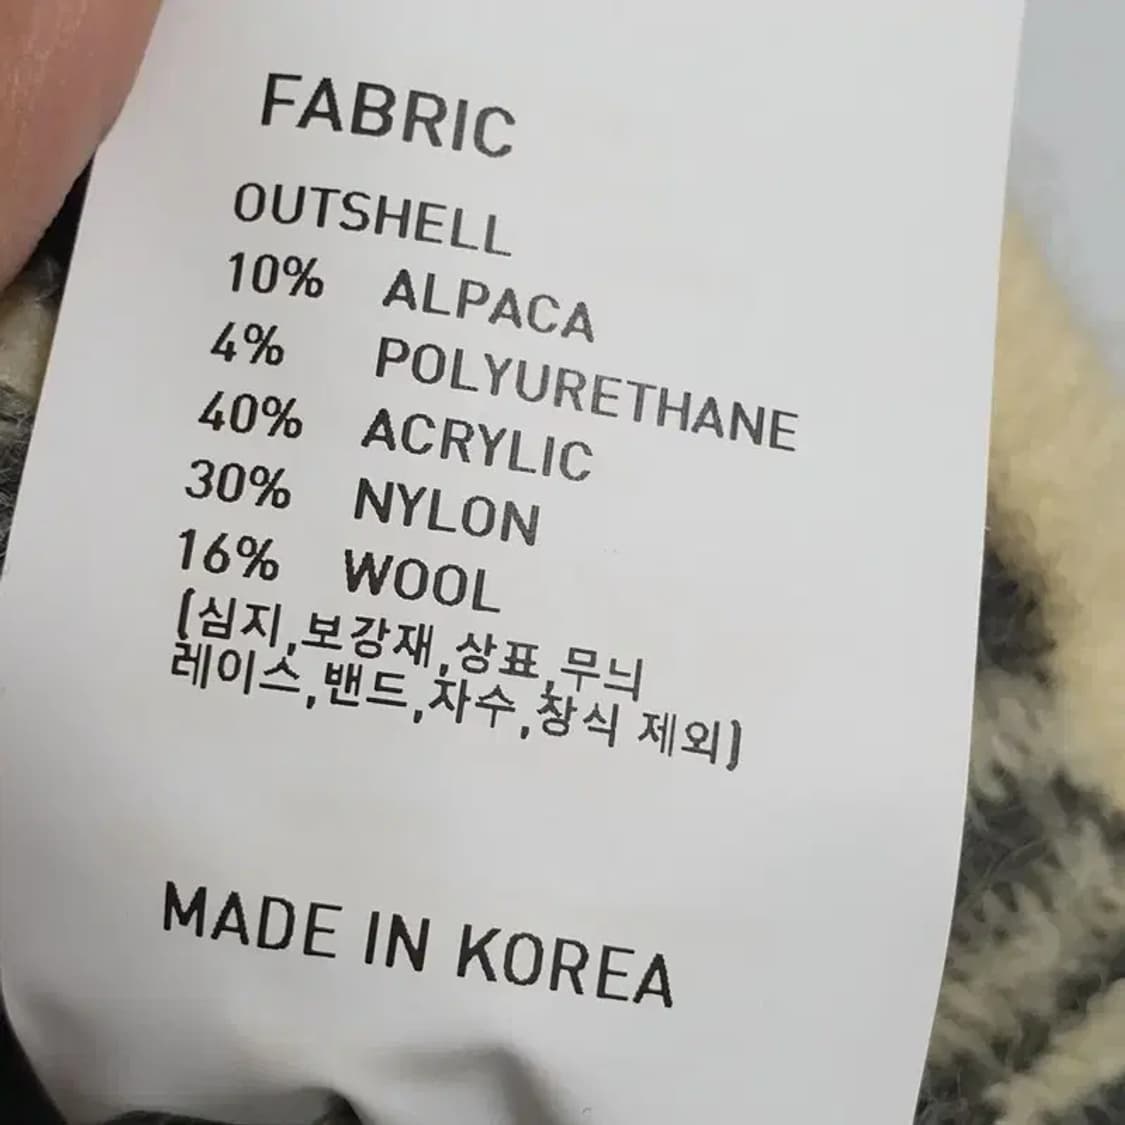 FABRIC
OUTSHELL
10% ALPACA
4% POLYURETHANE
40% ACRYLIC
30% NYLON
16% WOOL
(심지,보강재,상표,무늬
레이스,밴드,자수,장식 제외)
MADE IN KOREA